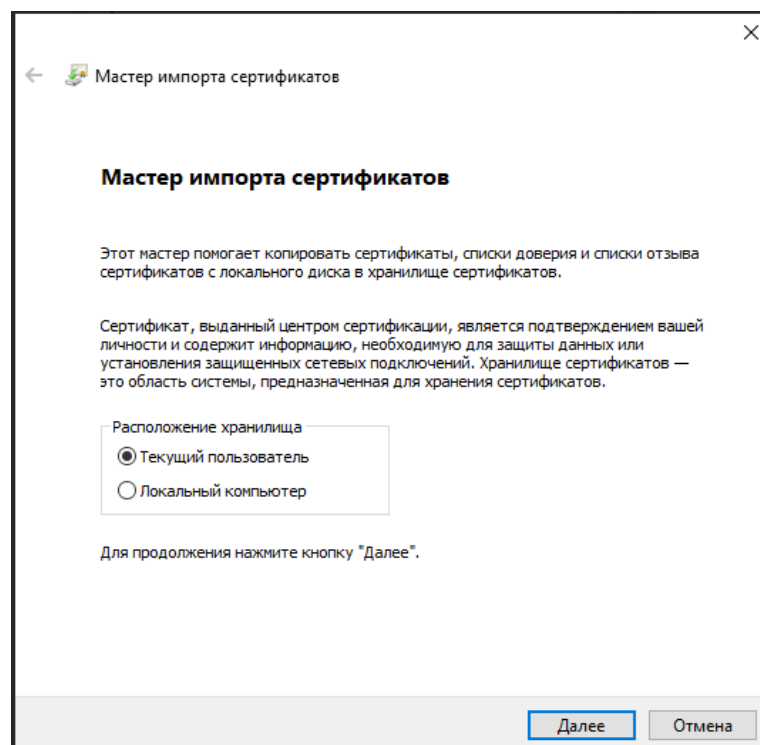 Мастер импорта сертификатов
Мастер импорта сертификатов
Этот мастер помогает копировать сертификаты, списки доверия и списки отзыва
сертификатов с локального диска в хранилище сертификатов.
Сертификат, выданный центром сертификации, является подтверждением вашей
личности и содержит информацию, необходимую для защиты данных или
установления защищенных сетевых подключений. Хранилище сертификатов —
это область системы, предназначенная для хранения сертификатов.
Расположение хранилища
Текущий пользователь
Локальный компьютер
Для продолжения нажмите кнопку "Далее".
Далее
Отмена